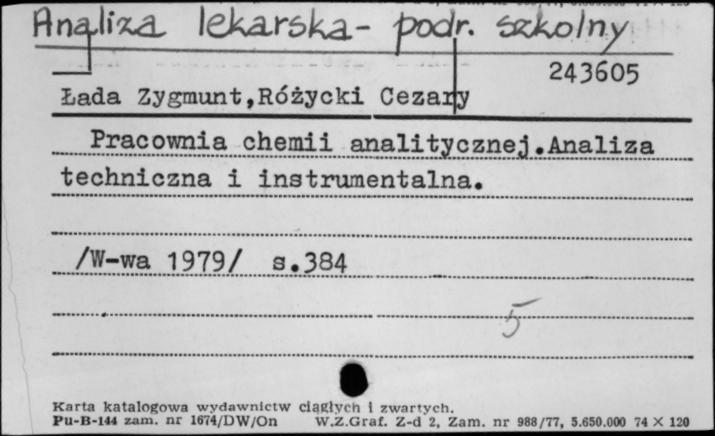 Analiza lekarska - podr. szkolny
243605
Łada Zygmunt,Różycki Cezary
Pracownia chemii analitycznej.Analiza
techniczna i instrumentalna.
/W-wa 1979/ s.384
5
Karta katalogowa wydawnictw ciągłych i zwartych.
Pu-B-144 zam. nr 1674/DW/On W.Z.Graf. Z-d 2, Zam. nr 988/77, 5.650.000 74 X 120